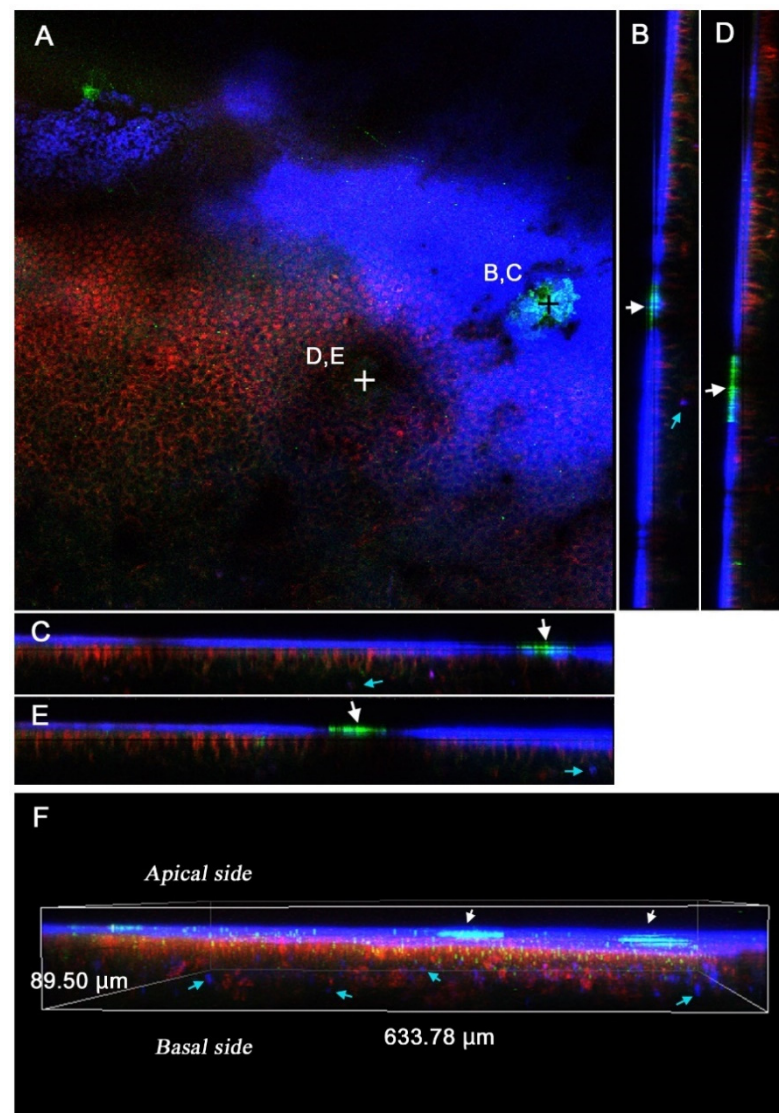 A
B
D
B,C
D,E
C
E
F
Apical side
89.50 µm
633.78 µm
Basal side